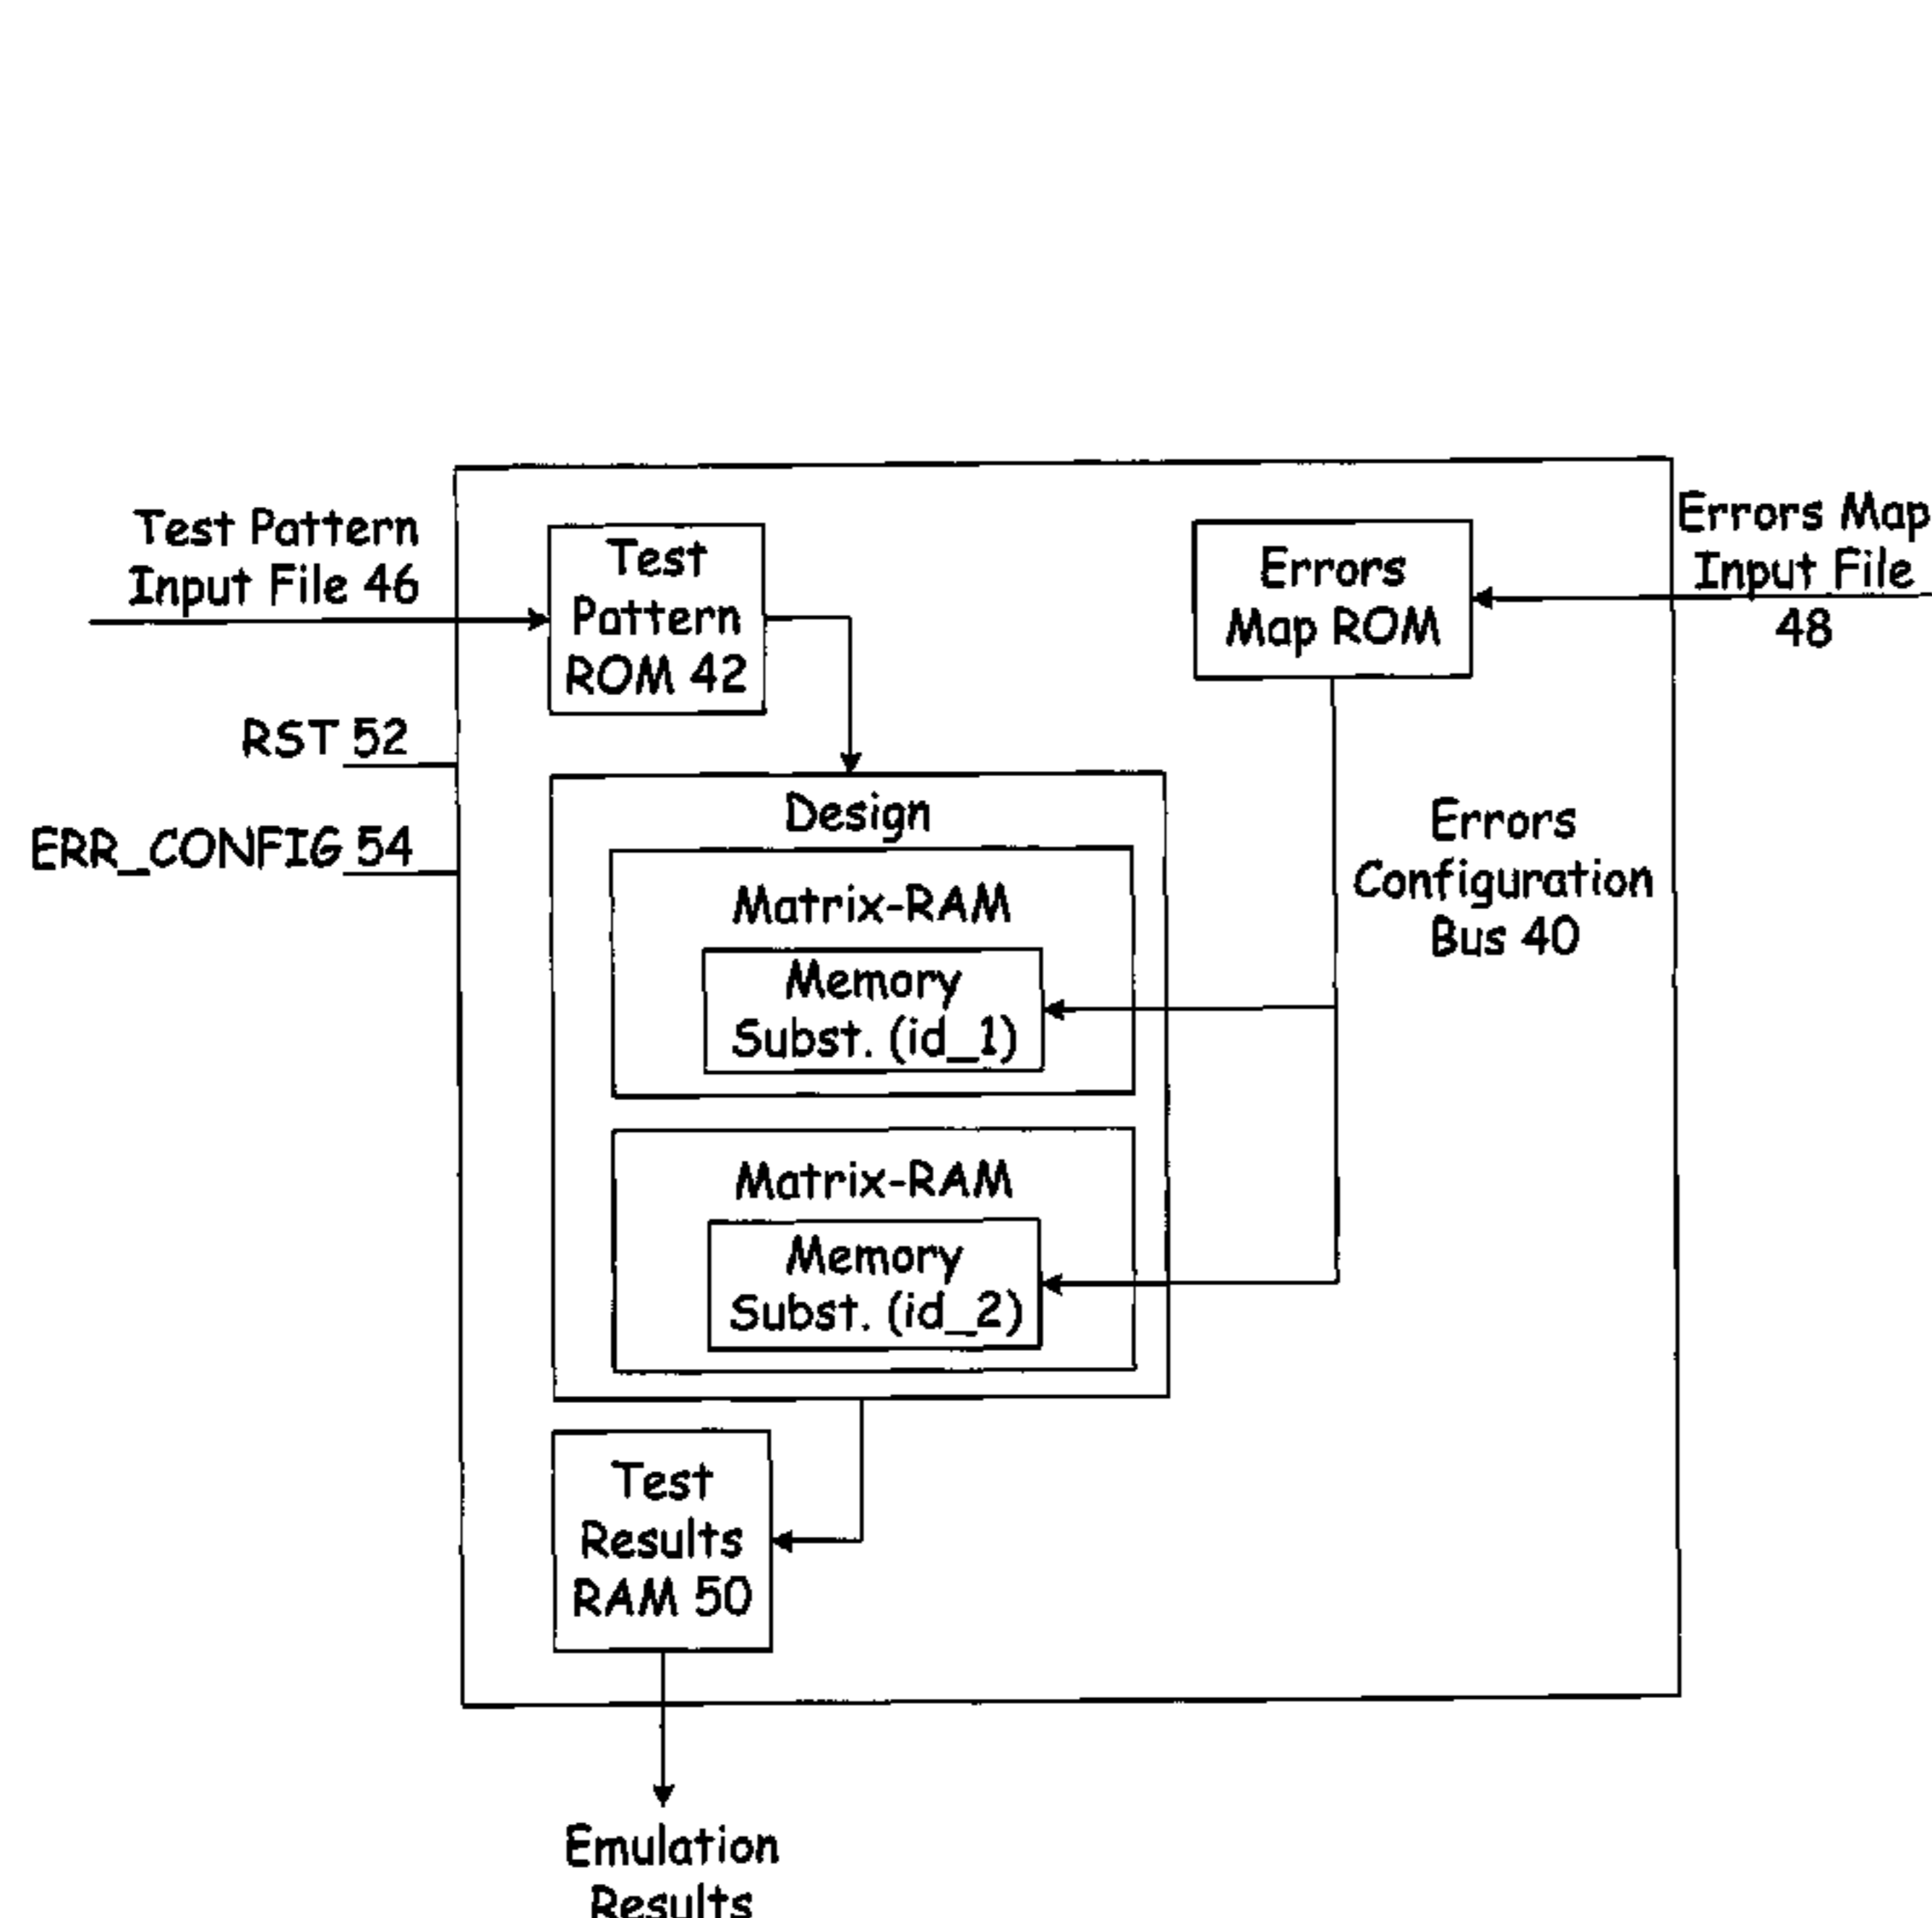 Test Pattern
Input File 46
Test
Pattern
ROM 42
Errors
Map ROM
Errors Map
Input File
48
RST 52
ERR_CONFIG 54
Design
Matrix-RAM
Memory
Subst. (id_1)
Errors
Configuration
Bus 40
Matrix-RAM
Memory
Subst. (id_2)
Test
Results
RAM 50
Emulation
Results